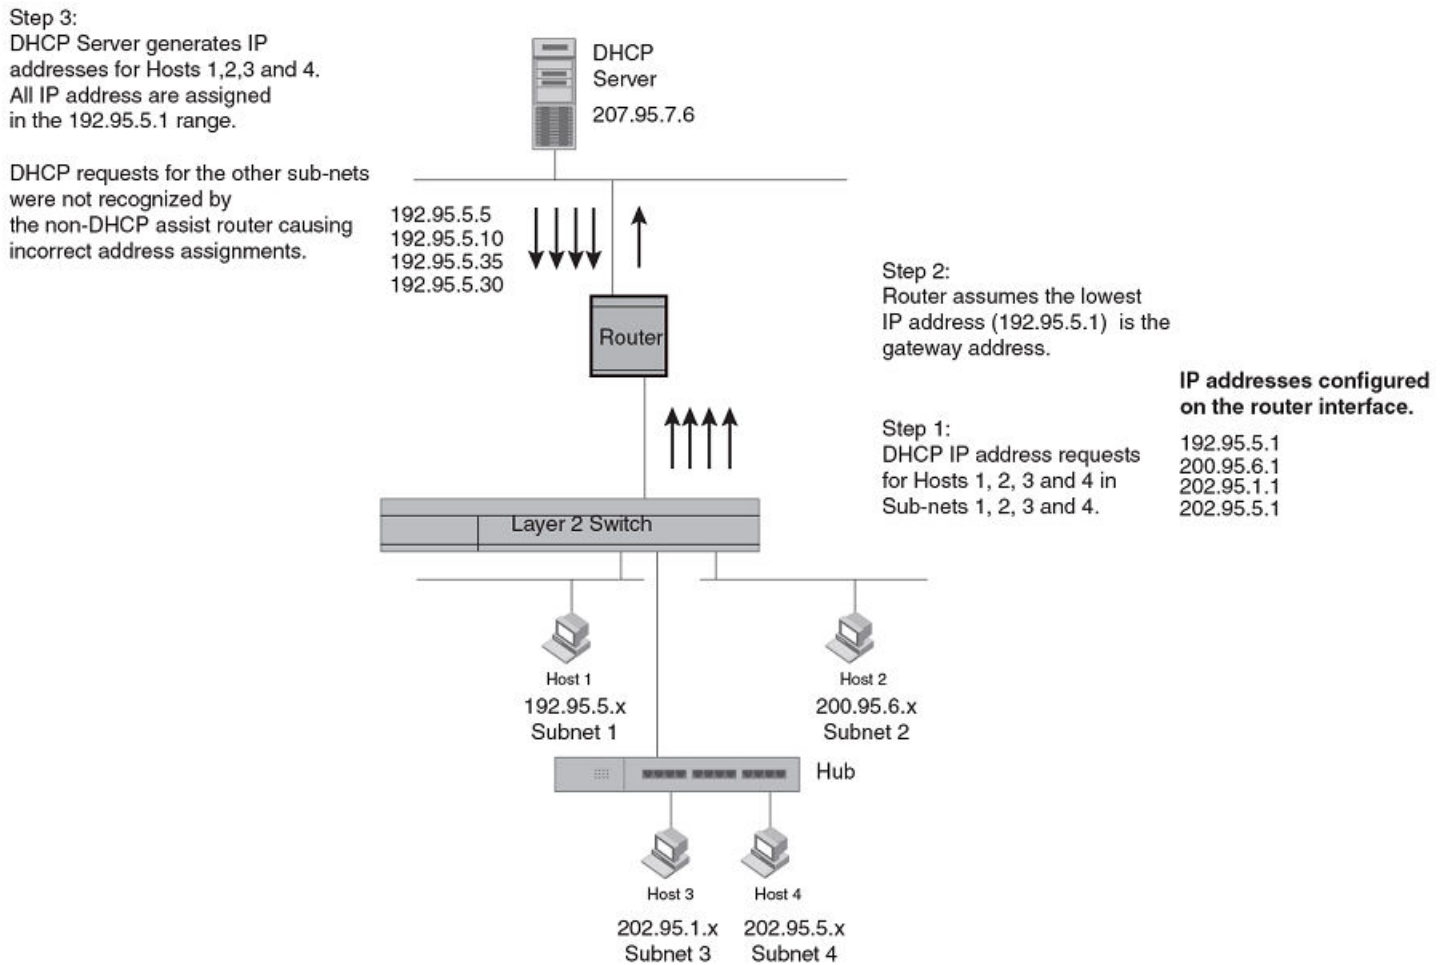 Step 3:
DHCP Server generates IP
addresses for Hosts 1,2,3 and 4.
All IP address are assigned
in the 192.95.5.1 range.
DHCP requests for the other sub-nets
were not recognized by
the non-DHCP assist router causing
incorrect address assignments.
DHCP
Server
207.95.7.6
192.95.5.5
192.95.5.10
192.95.5.35
192.95.5.30
Router
Step 2:
Router assumes the lowest
IP address (192.95.5.1) is the
gateway address.
IP addresses configured
on the router interface.
192.95.5.1
200.95.6.1
202.95.1.1
202.95.5.1
Step 1:
DHCP IP address requests
for Hosts 1, 2, 3 and 4 in
Sub-nets 1, 2, 3 and 4.
Layer 2 Switch
Host 1
192.95.5.x
Subnet 1
Host 2
200.95.6.x
Subnet 2
Hub
Host 3
202.95.1.x
Subnet 3
Host 4
202.95.5.x
Subnet 4